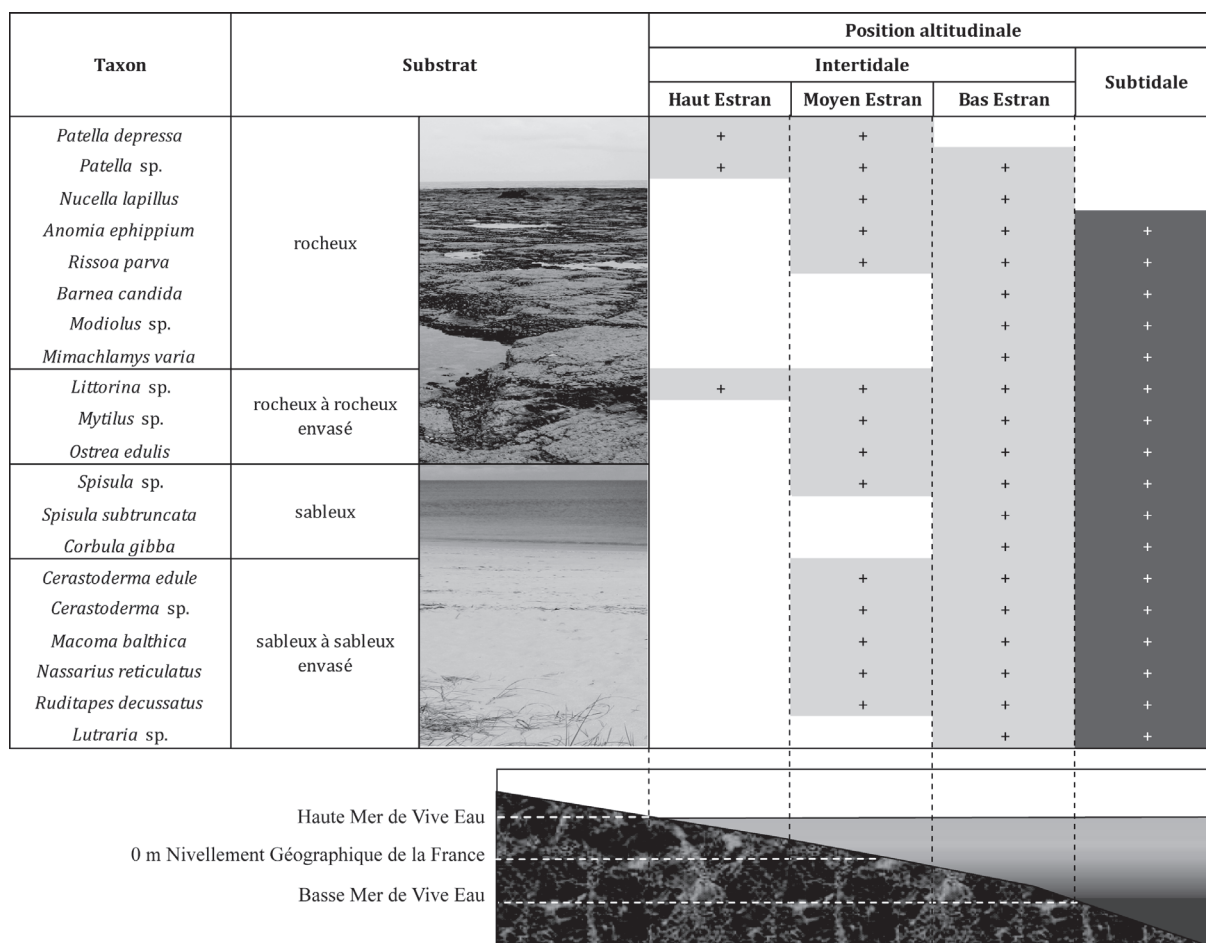 Taxon Substrat Position altitudinale
Intertidale Subtidale
Haut Estran Moyen Estran Bas Estran
Patella depressa + +
Patella sp. + + +
Nucella lapillus + +
Anomia ephippium + + +
rocheux
Rissoa parva + + +
Barnea candida + +
Modiolus sp. + +
Mimachlamys varia + +
Littorina sp. + + + +
rocheux à rocheux
envasé
Mytilus sp. + + +
Ostrea edulis + + +
Spisula sp. + + +
sableux
Spisula subtruncata + +
Corbula gibba + +
Cerastoderma edule + + +
Cerastoderma sp. + + +
sableux à sableux
envasé
Macoma balthica + + +
Nassarius reticulatus + + +
Ruditapes decussatus + + +
Lutraria sp. + +
Haute Mer de Vive Eau
0 m Nivellement Géographique de la France
Basse Mer de Vive Eau